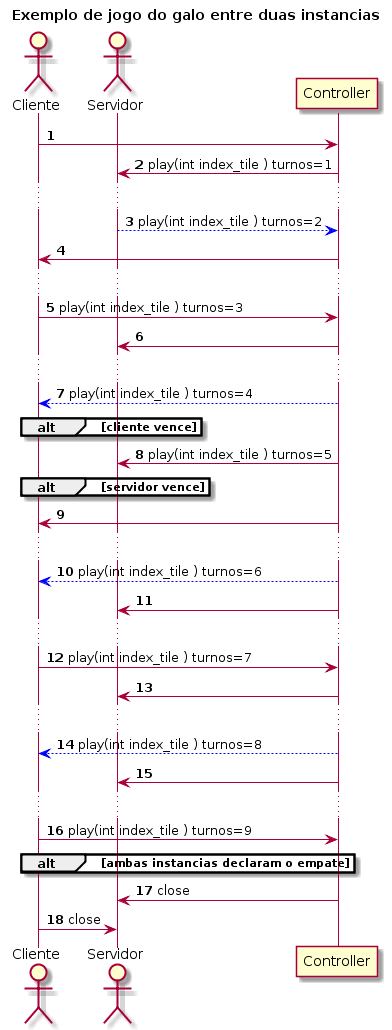 Exemplo de jogo do galo entre duas instancias
Cliente Servidor Controller
1
2 play(int index_tile ) turnos=1
3 play(int index_tile ) turnos=2
4
5 play(int index_tile ) turnos=3
6
7 play(int index_tile ) turnos=4
alt [cliente vence]
8 play(int index_tile ) turnos=5
alt [servidor vence]
9
10 play(int index_tile ) turnos=6
11
12 play(int index_tile ) turnos=7
13
14 play(int index_tile ) turnos=8
15
16 play(int index_tile ) turnos=9
alt [ambas instancias declaram o empate]
17 close
18 close
Cliente Servidor Controller